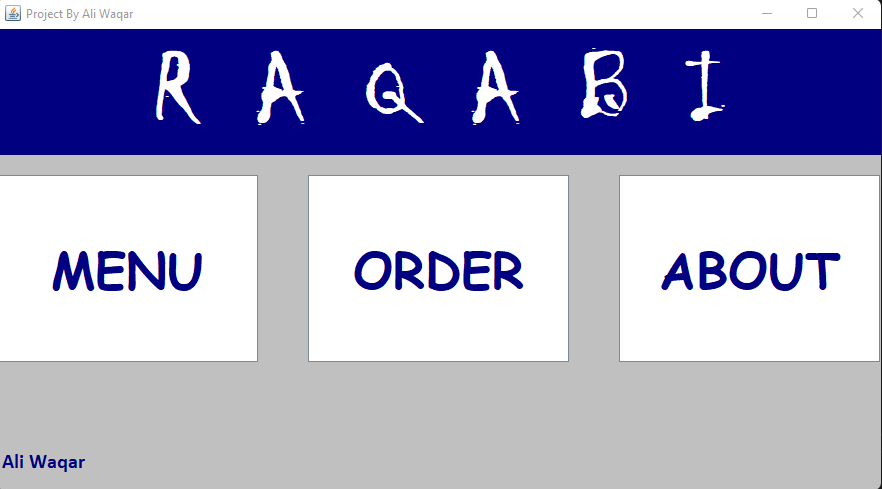 Project By Ali Waqar
R A Q A B I
MENU ORDER ABOUT
Ali Waqar